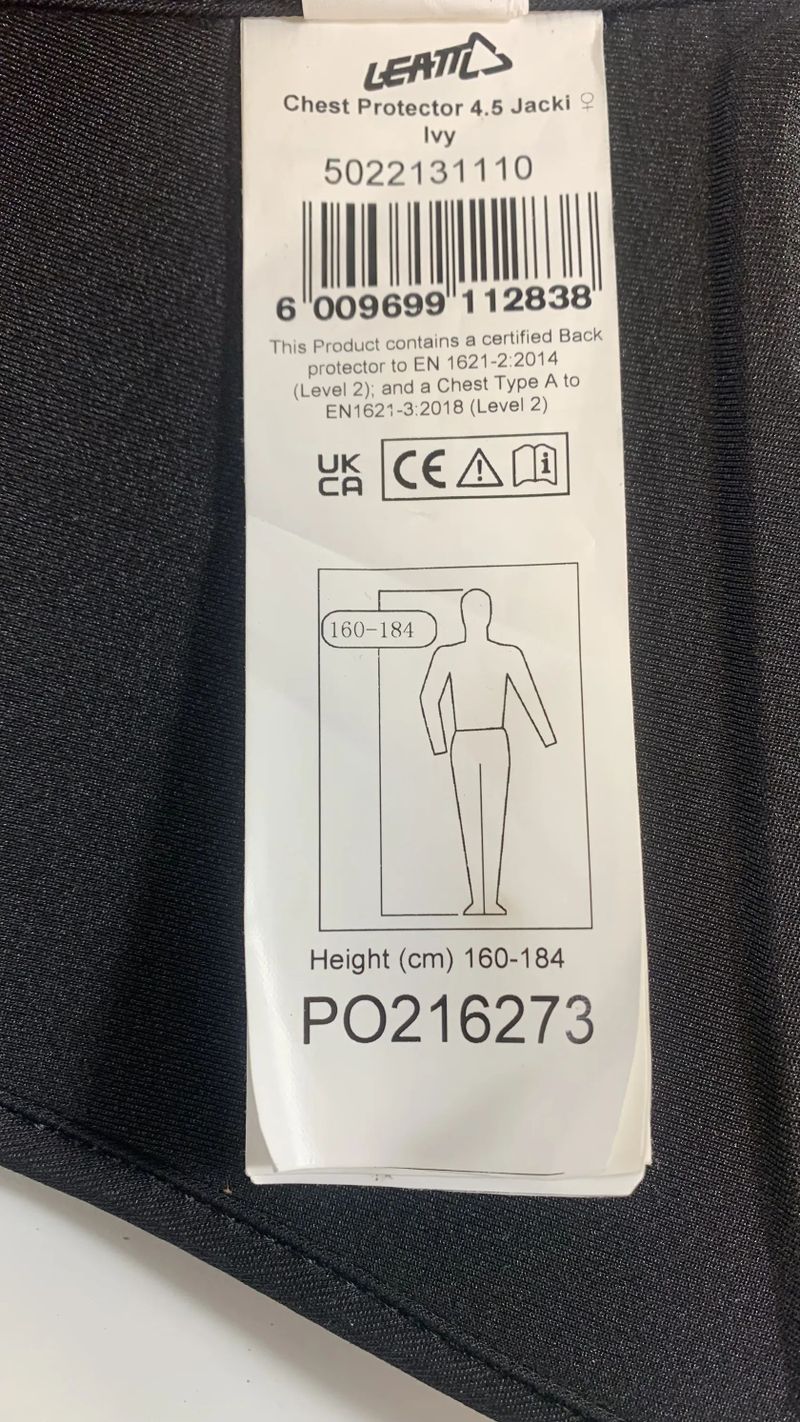 LEATT
Chest Protector 4.5 Jacki ♀
Ivy
5022131110
6 009699 112838
This Product contains a certified Back
protector to EN 1621-2:2014
(Level 2); and a Chest Type A to
EN1621-3:2018 (Level 2)
UK
CA
CE
160-184
Height (cm) 160-184
PO216273